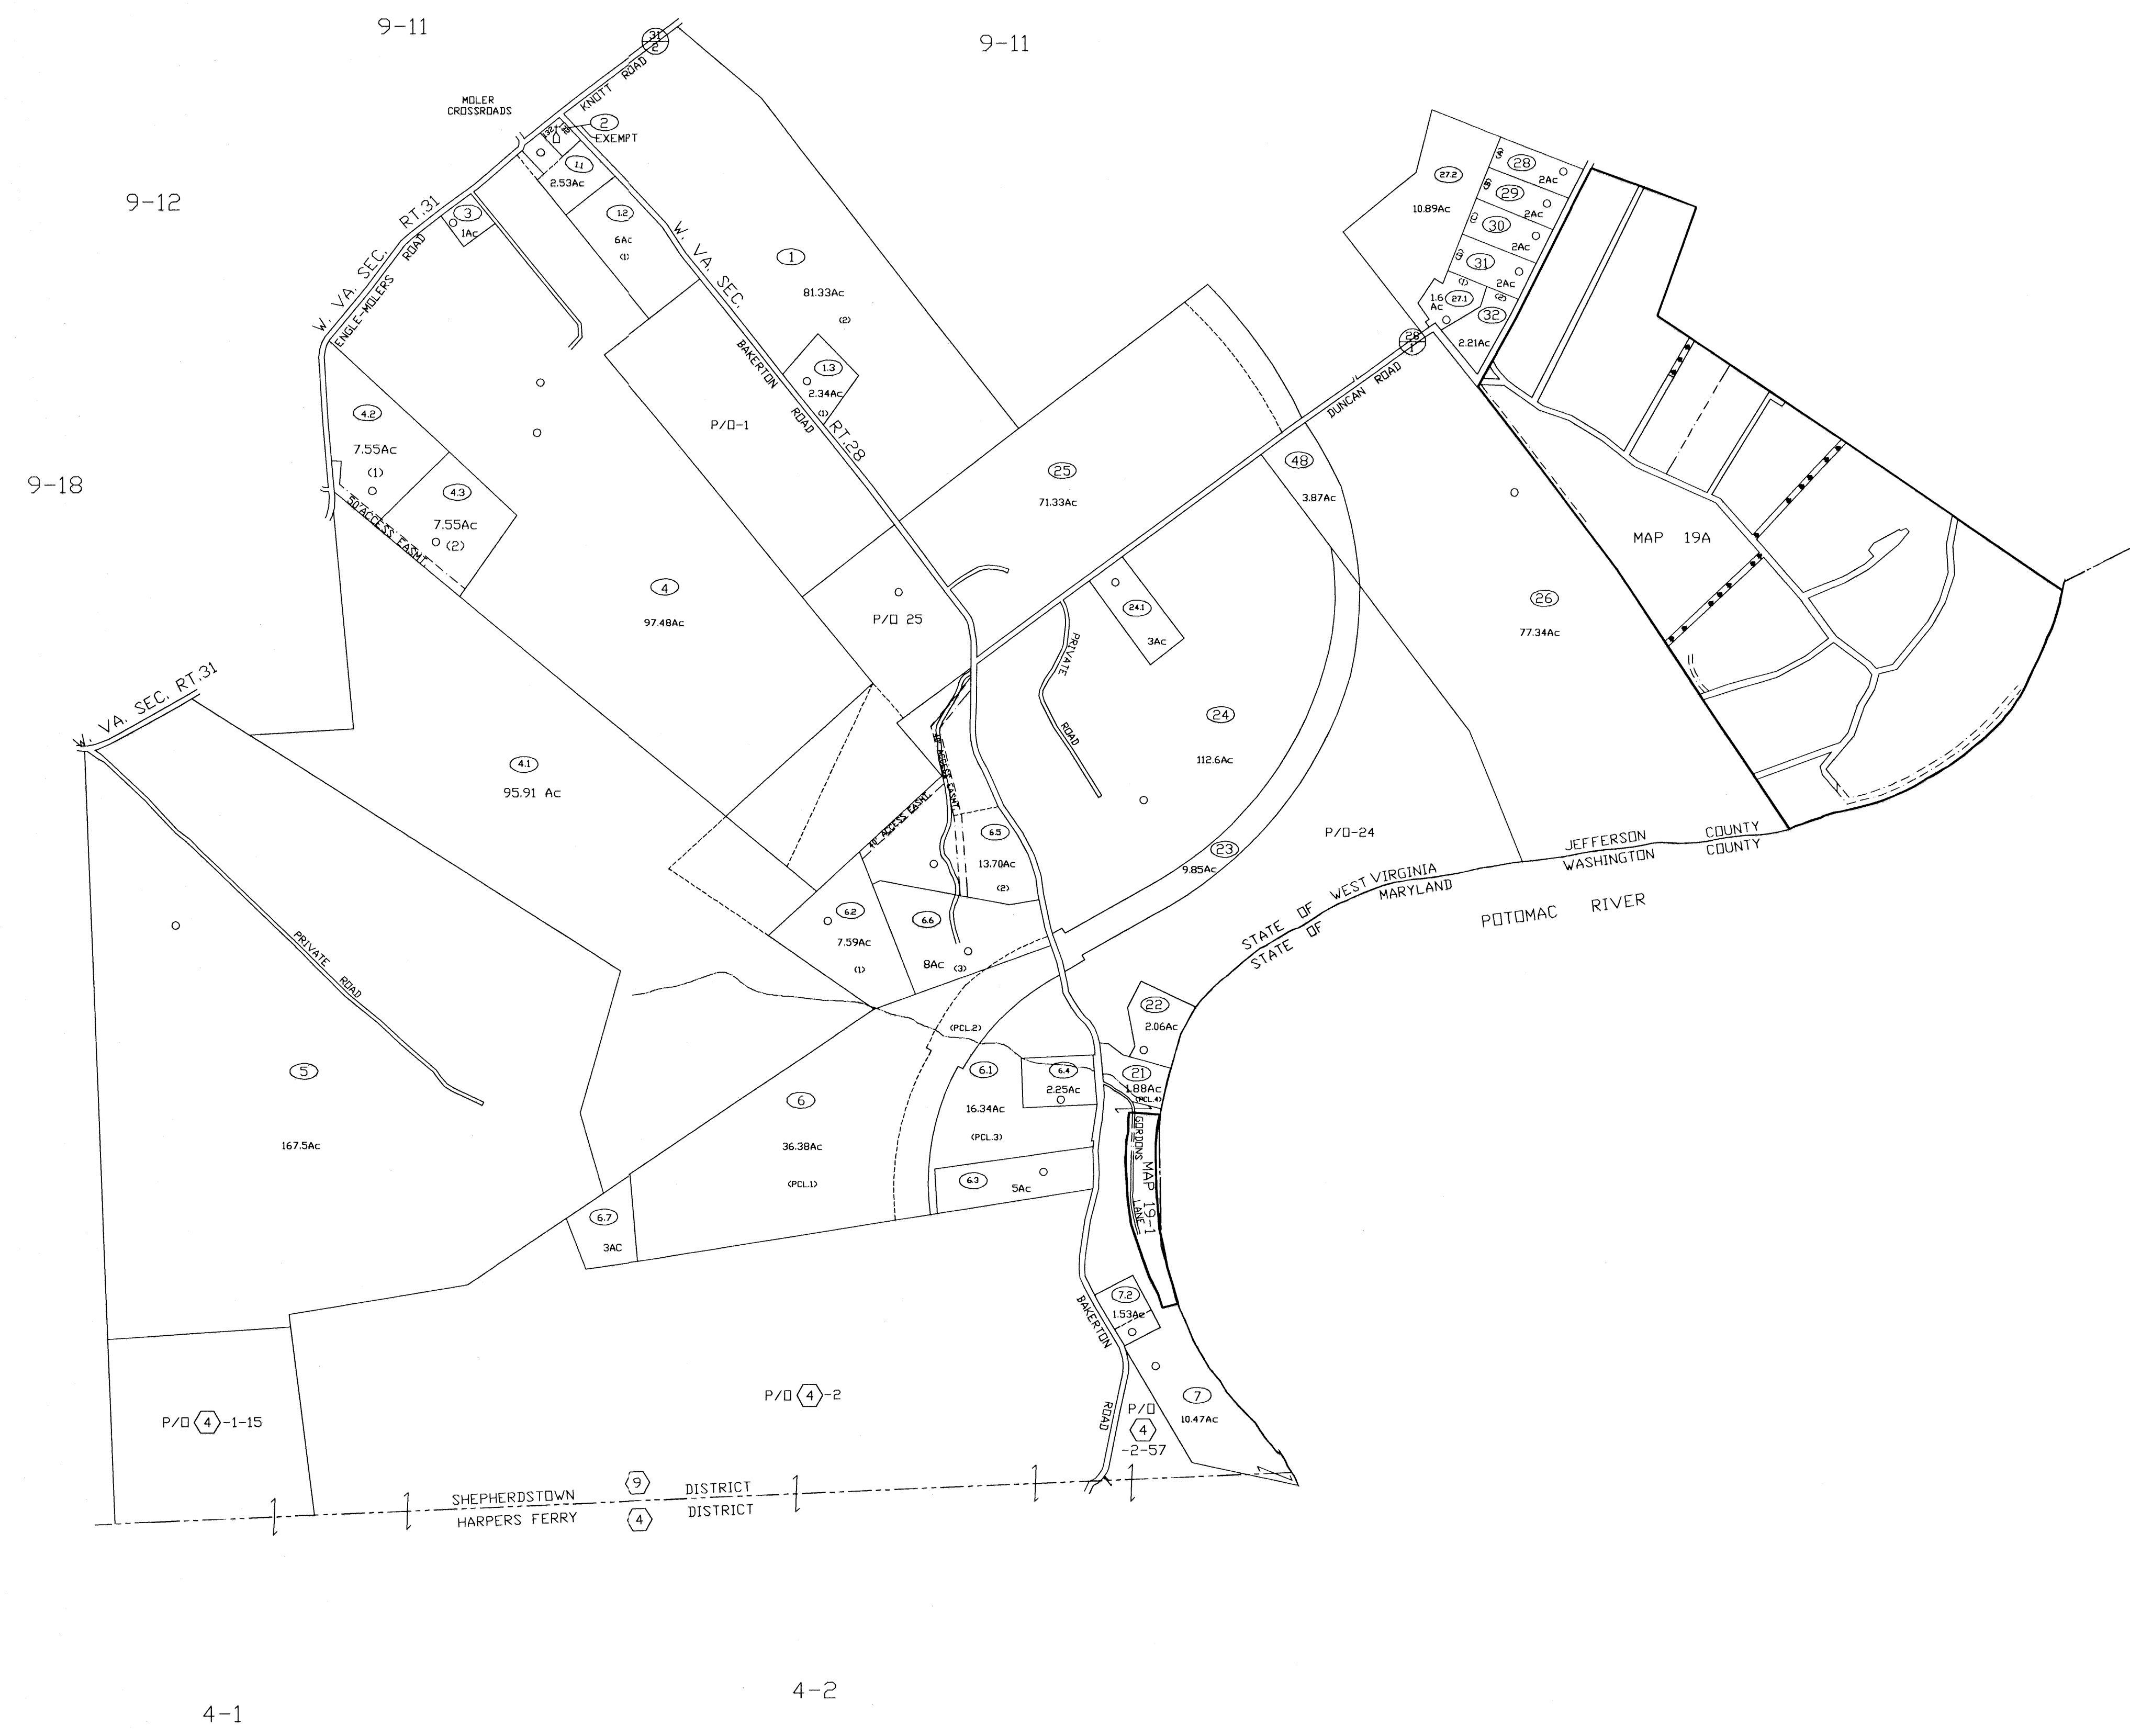 9-11
9-11
31
2
KNOTT ROAD
MOLER
CROSSROADS
2
EXEMPT
1.1
2.53Ac
9-12
W. VA. SEC. RT.31
ENGLE-MOLERS ROAD
3
1Ac
1.2
6Ac
(1)
W. VA. SEC. RT.28
BAKERTON ROAD
1
81.33Ac
(2)
1.3
2.34Ac
(1)
P/O-1
27.2
10.89Ac
28
2Ac
29
2Ac
30
2Ac
31
2Ac
(1)
(2)
1.6
Ac
27.1
32
2.21Ac
28
1
DUNCAN ROAD
4.2
7.55Ac
(1)
4.3
7.55Ac
(2)
50' ACCESS EASMT.
9-18
25
71.33Ac
48
3.87Ac
MAP 19A
4
97.48Ac
P/O 25
24.1
3Ac
PRIVATE
ROAD
26
77.34Ac
W. VA. SEC. RT.31
24
112.6Ac
4.1
95.91 Ac
40' ACCESS EASMT.
ACCESS EASMT.
6.5
13.70Ac
(2)
P/O-24
23
9.85Ac
JEFFERSON COUNTY
WASHINGTON COUNTY
STATE OF WEST VIRGINIA
STATE OF MARYLAND
POTOMAC RIVER
6.2
7.59Ac
(1)
6.6
8Ac (3)
PRIVATE
ROAD
22
2.06Ac
(PCL.2)
5
167.5Ac
6
36.38Ac
(PCL.1)
6.1
16.34Ac
(PCL.3)
6.4
2.25Ac
21
1.88Ac
(PCL.4)
GORDONS
LANE
MAP 19-1
6.3
5Ac
6.7
3AC
7.2
1.53Ac
BAKERTON
ROAD
7
10.47Ac
P/O 4 -1-15
P/O 4 -2
P/O
4
-2-57
SHEPHERDSTOWN 9 DISTRICT
HARPERS FERRY 4 DISTRICT
4-2
4-1